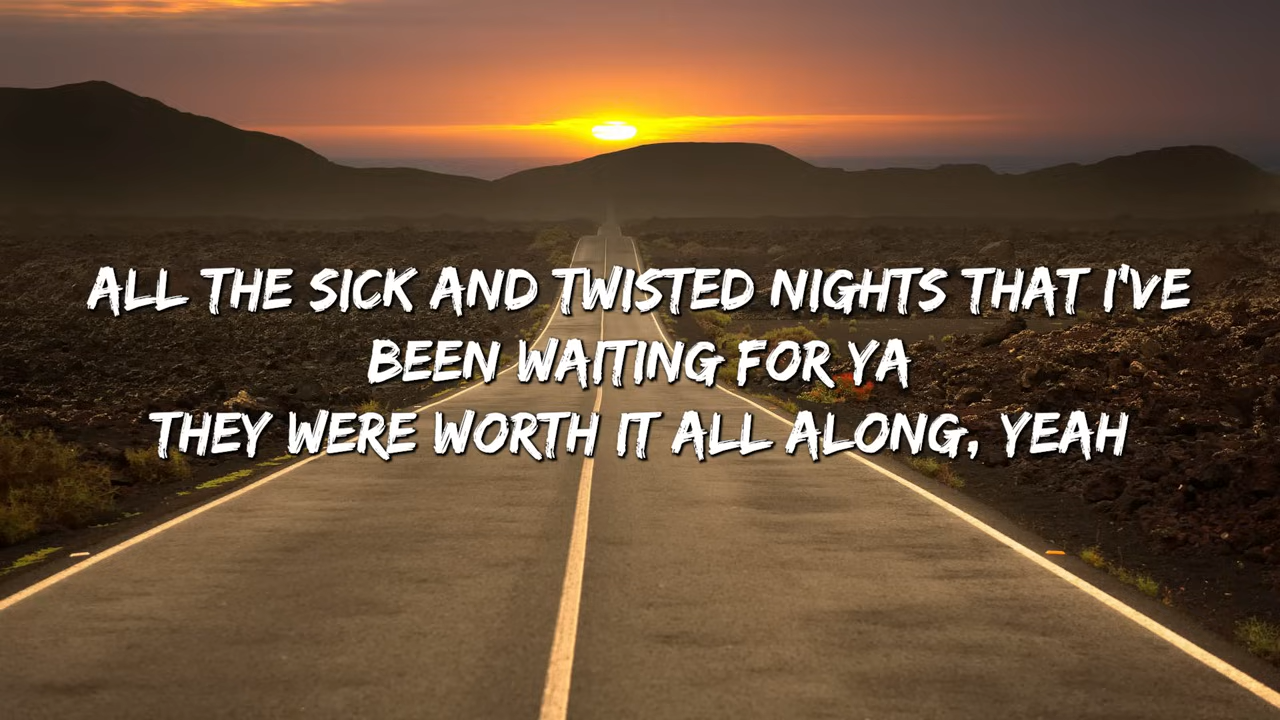 ALL THE SICK AND TWISTED NIGHTS THAT I'VE
BEEN WAITING FOR YA
THEY WERE WORTH IT ALL ALONG, YEAH